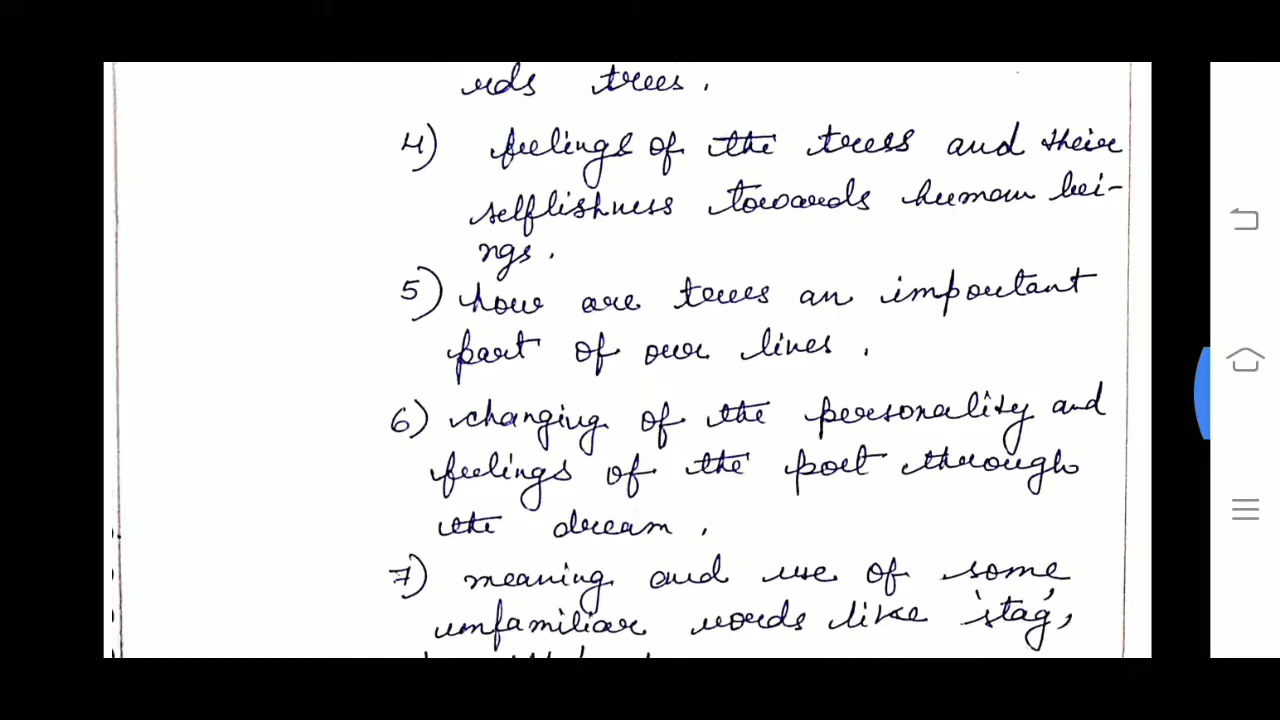 rds trees.
4) feelings of the trees and their
selflishness towards human bei-
ngs.
5) how are trees an important
part of our lives.
6) changing of the personality and
feelings of the poet through
the dream.
7) meaning and use of some
unfamiliar words like 'stag',